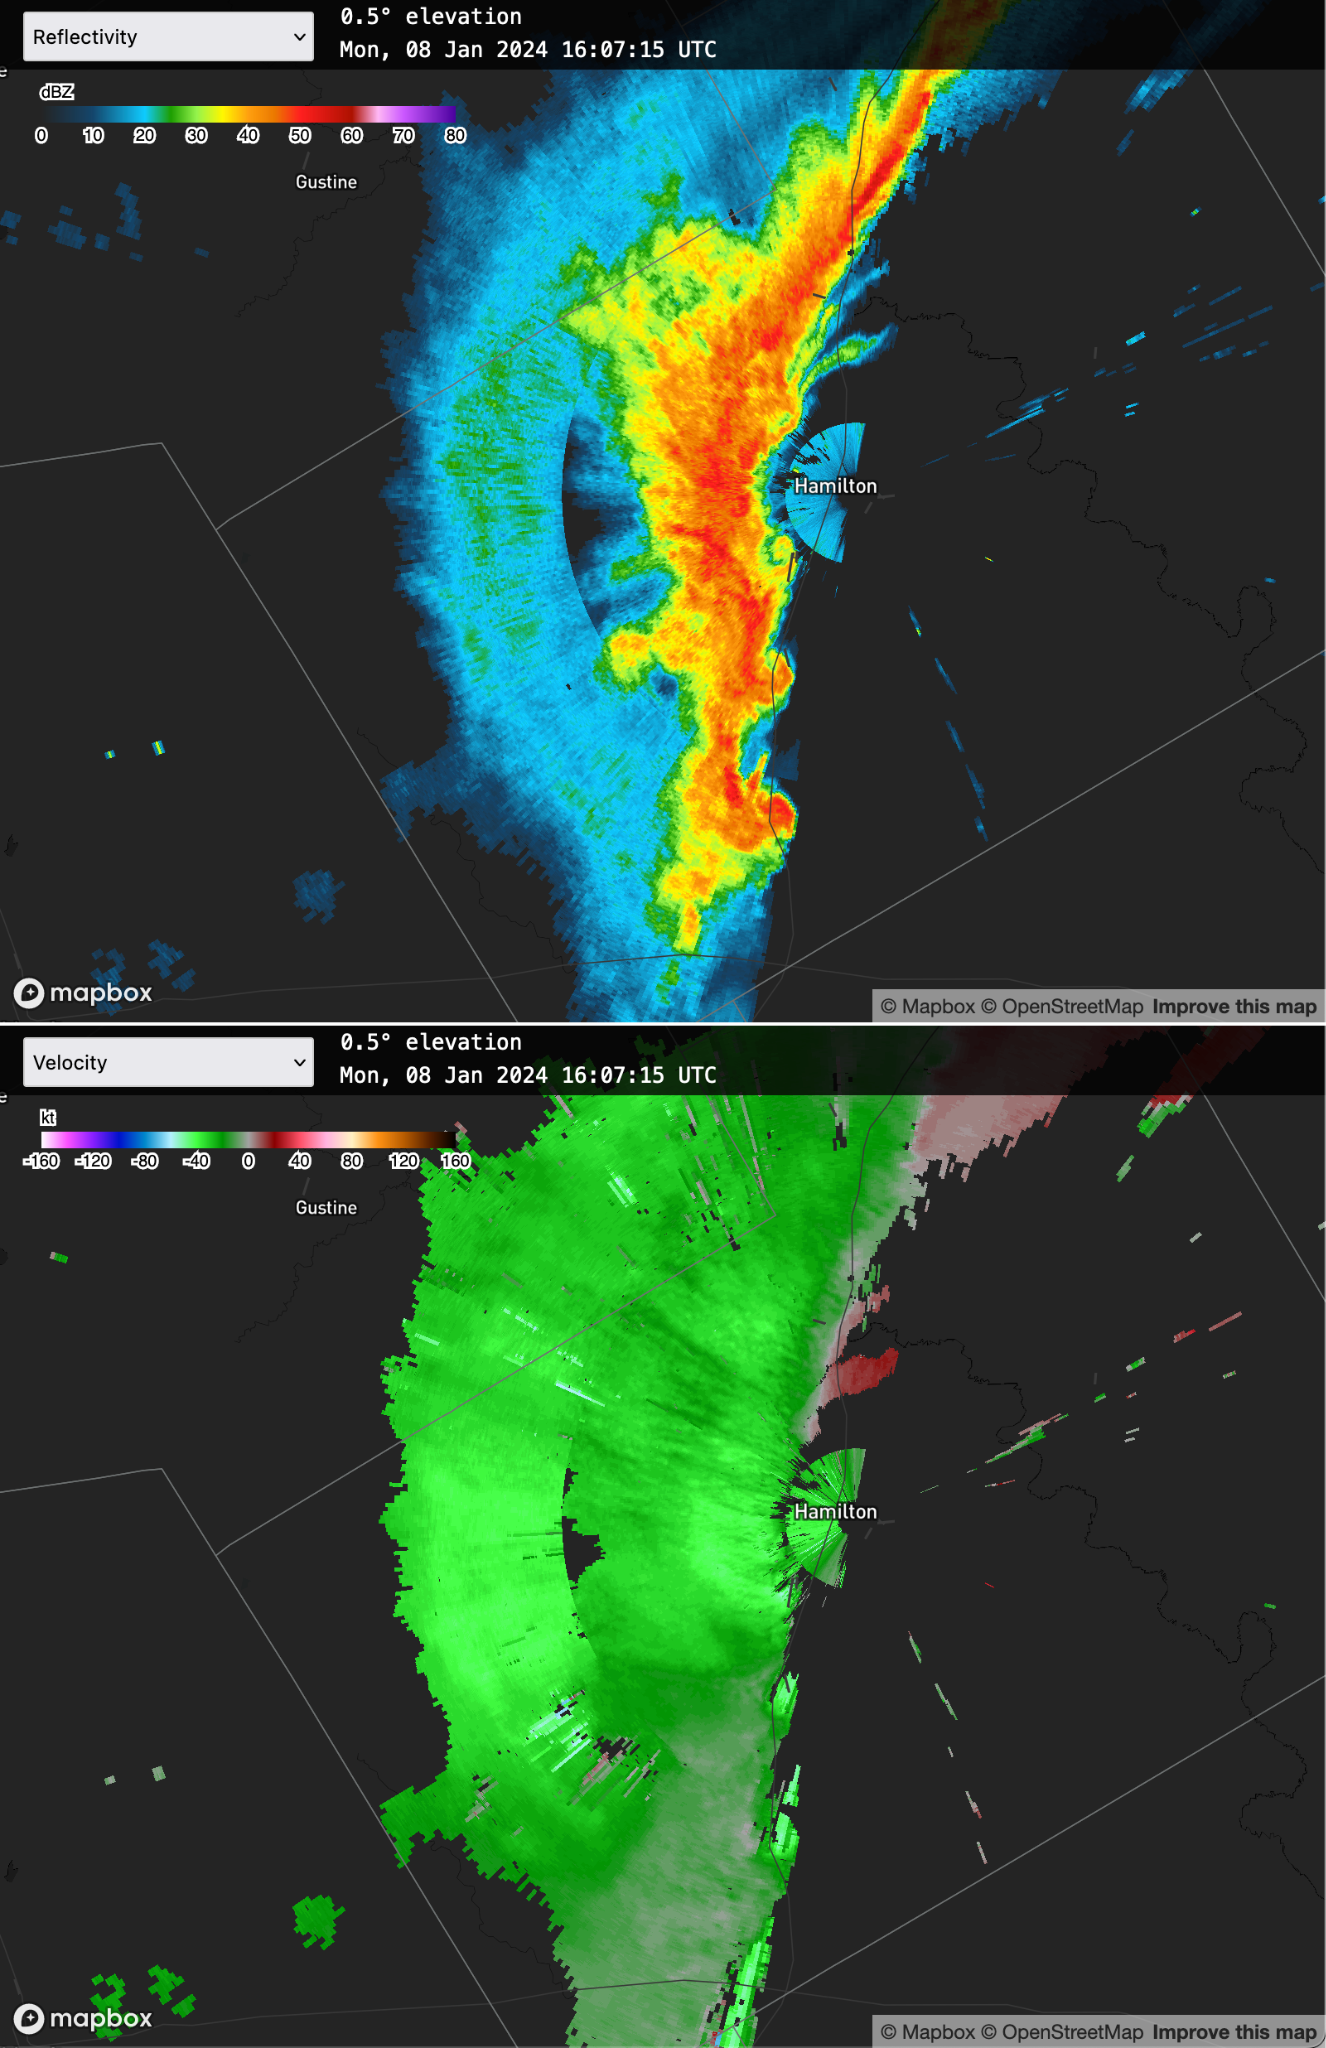 Reflectivity
0.5° elevation
Mon, 08 Jan 2024 16:07:15 UTC
e
dBZ
0 10 20 30 40 50 60 70 80
Gustine
Hamilton
mapbox
© Mapbox © OpenStreetMap Improve this map
Velocity
0.5° elevation
Mon, 08 Jan 2024 16:07:15 UTC
e
kt
-160 -120 -80 -40 0 40 80 120 160
Gustine
Hamilton
mapbox
© Mapbox © OpenStreetMap Improve this map